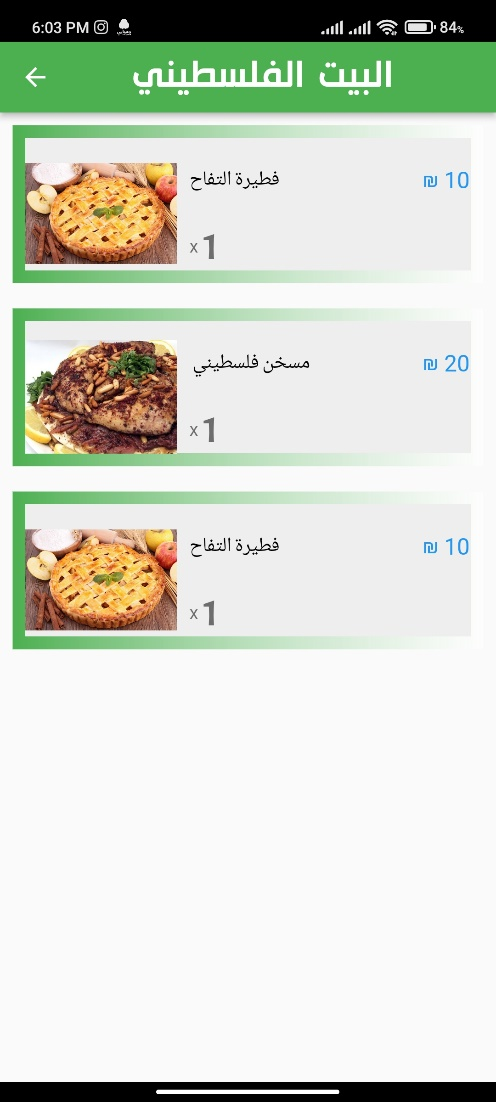 6:03 PM
84%
البيت الفلسطيني
فطيرة التفاح
10 ₪
x 1
مسخن فلسطيني
20 ₪
x 1
فطيرة التفاح
10 ₪
x 1